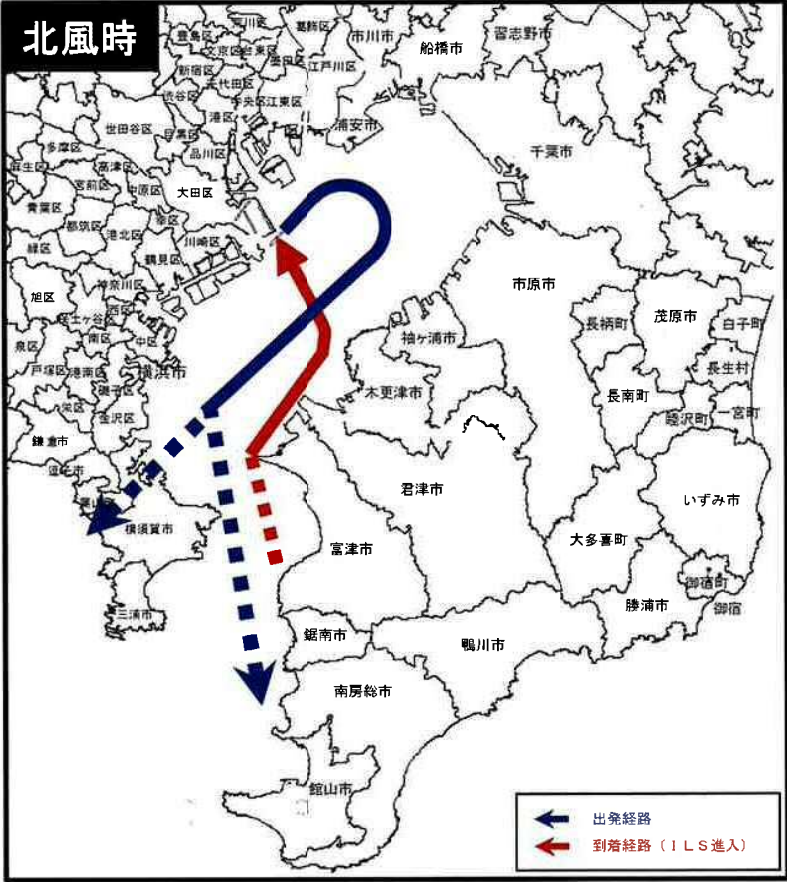 北風時
荒川区
葛飾区
市川市
船橋市
習志野市
豊島区
文京区
台東区
墨田区
江戸川区
新宿区
千代田区
渋谷区
中央区
江東区
港区
浦安市
世田谷区
目黒区
品川区
千葉市
多摩区
麻生区
高津区
宮前区
中原区
大田区
青葉区
幸区
都筑区
港北区
川崎区
緑区
鶴見区
市原市
旭区
神奈川区
西区
保土ヶ谷区
長柄町
茂原市
白子町
泉区
南区
中区
袖ヶ浦市
戸塚区
港南区
横浜市
長生村
磯子区
木更津市
長南町
栄区
金沢区
睦沢町
一宮町
鎌倉市
逗子市
君津市
いずみ市
横須賀市
富津市
大多喜町
御宿町
三浦市
勝浦市
御宿
鋸南市
鴨川市
南房総市
館山市
出発経路
到着経路（ILS進入）